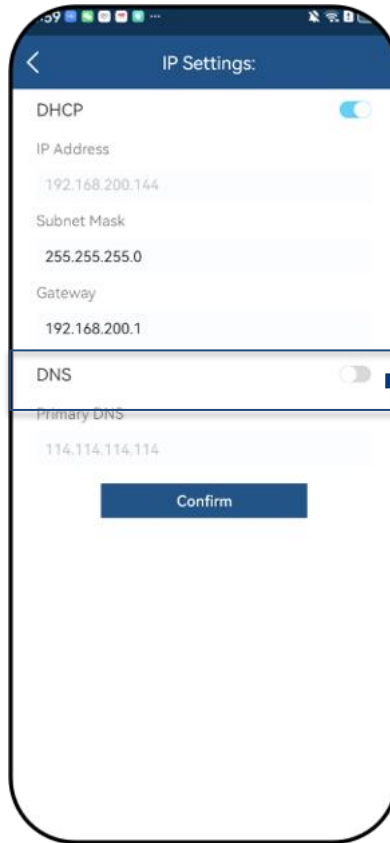 :59
IP Settings:
DHCP
IP Address
192.168.200.144
Subnet Mask
255.255.255.0
Gateway
192.168.200.1
DNS
Primary DNS
114.114.114.114
Confirm